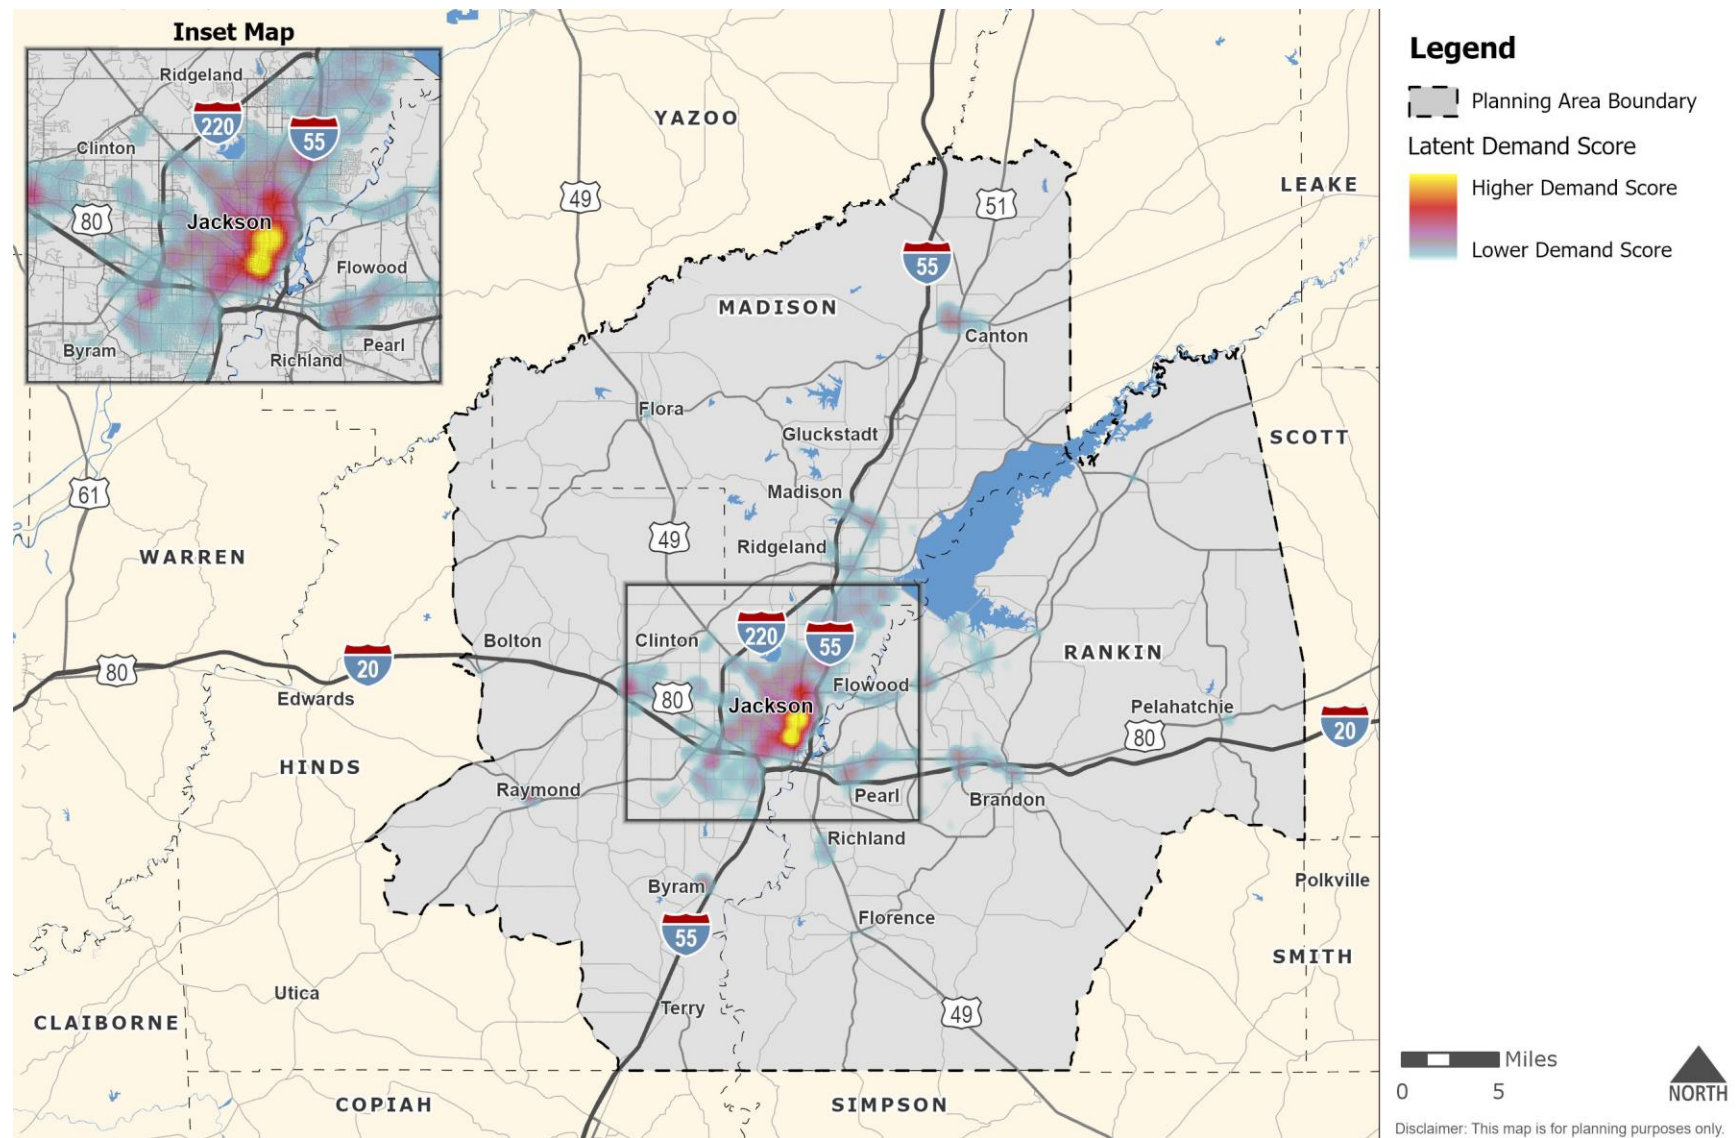 Inset Map
Ridgeland
220
55
Clinton
80
Jackson
Flowood
Byram
Richland
Pearl
YAZOO
49
51
LEAKE
55
MADISON
Canton
Flora
Gluckstadt
SCOTT
61
Madison
49
Ridgeland
WARREN
220
55
Bolton
Clinton
RANKIN
80
20
Edwards
80
Flowood
Jackson
Pelahatchie
80
20
HINDS
Raymond
Pearl
Brandon
Richland
Byram
Polkville
Florence
55
SMITH
Utica
Terry
49
CLAIBORNE
COPIAH
SIMPSON
Legend
Planning Area Boundary
Latent Demand Score
Higher Demand Score
Lower Demand Score
Miles
0 5
NORTH
Disclaimer: This map is for planning purposes only.